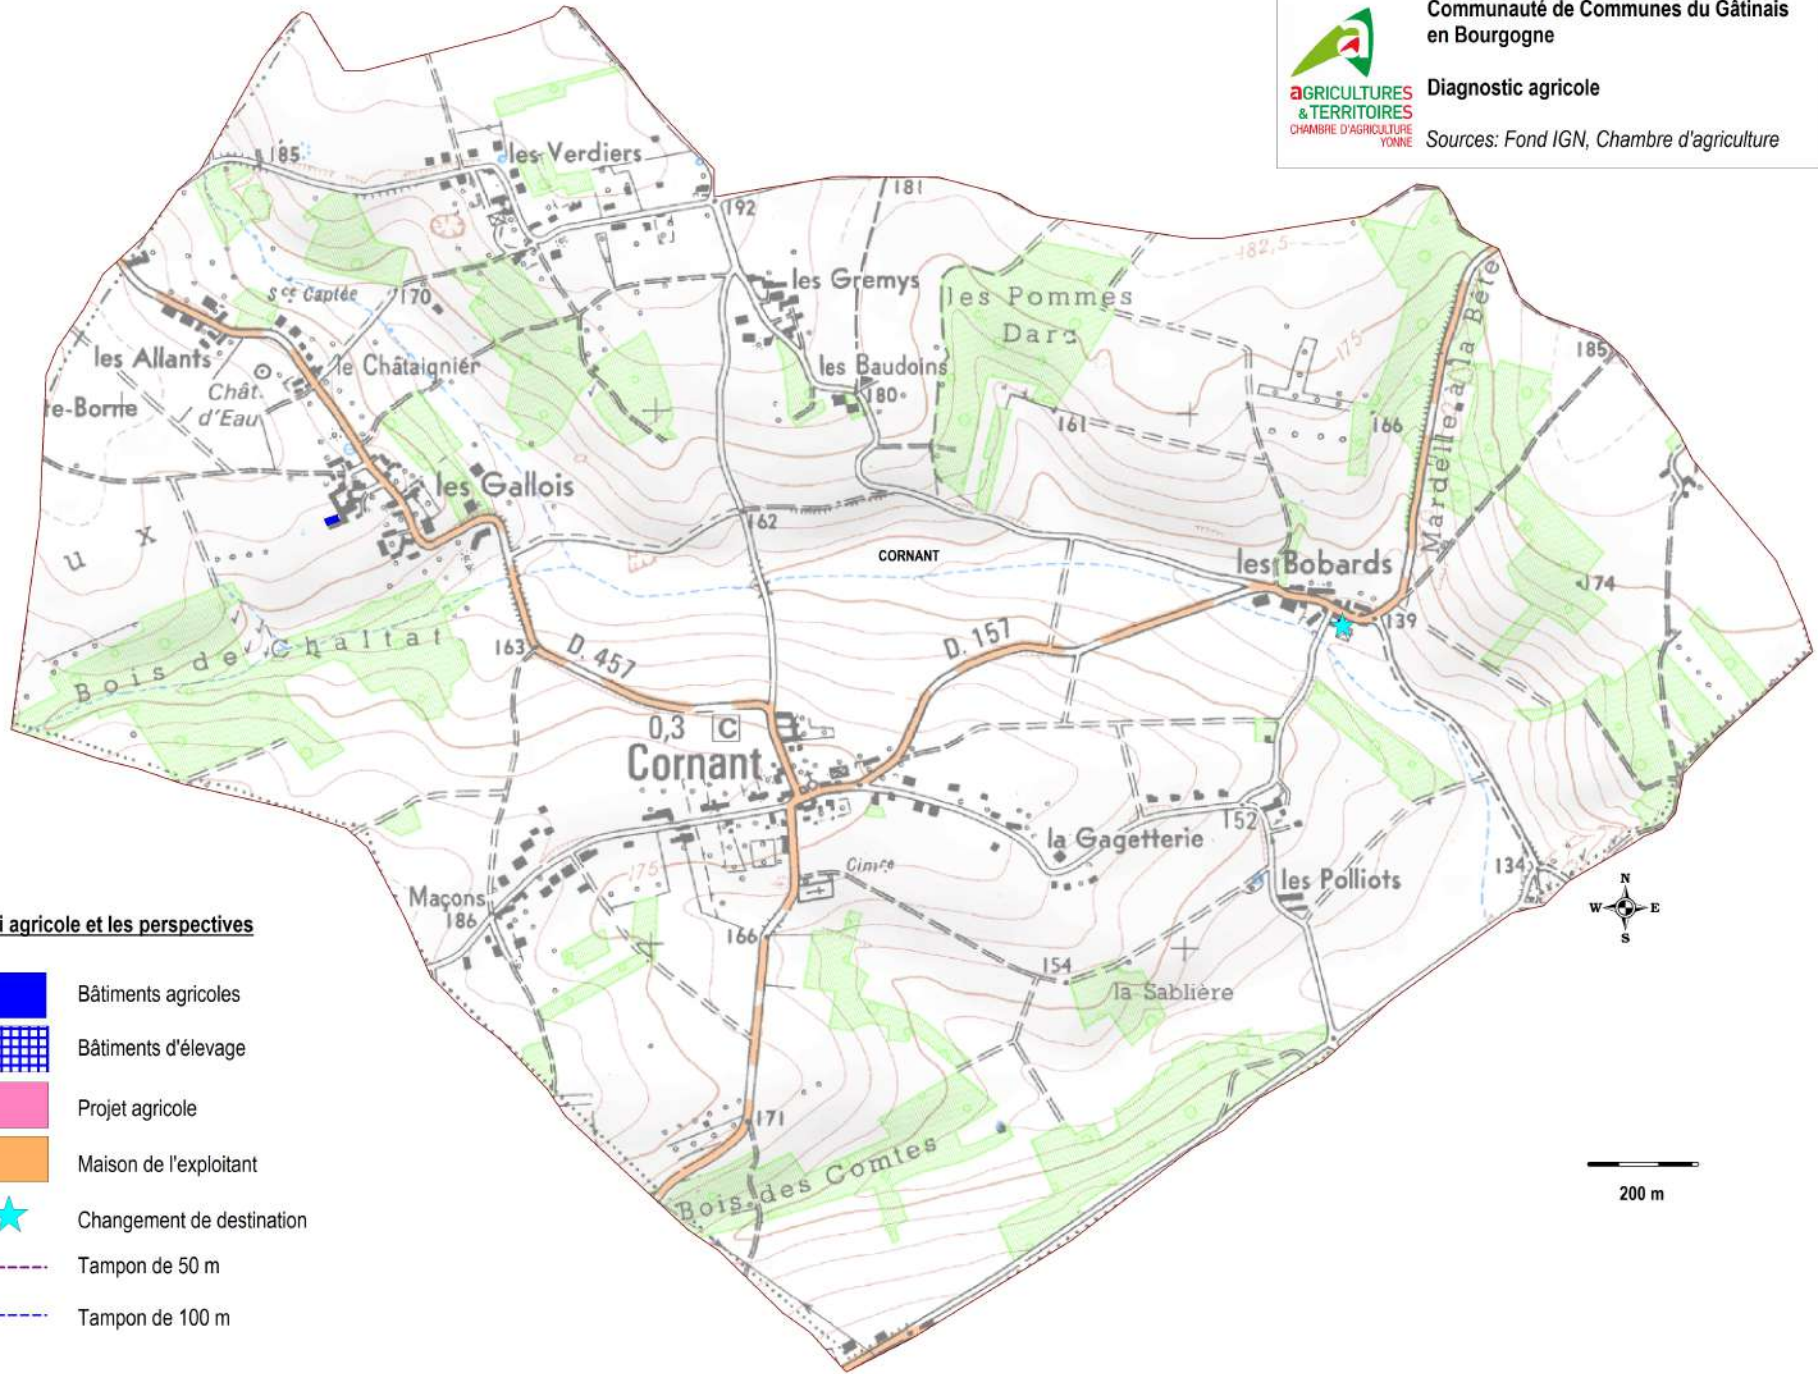 Communauté de Communes du Gâtinais
en Bourgogne
Diagnostic agricole
Sources: Fond IGN, Chambre d'agriculture
aGRICULTURES
& TERRITOIRES
CHAMBRE D'AGRICULTURE
YONNE
185
les Verdiers
192
181
182,5
Sce Captée
170
les Gremys
les Pommes
Darc
175
Mardelle à la Bête
185
les Allants
le Châtaignier
Chât.
d'Eau
te-Borne
les Baudoins
180
161
166
les Gallois
162
u x
CORNANT
les Bobards
174
139
Bois de Chaltat
163
D. 457
D. 157
0,3 C
Cornant
la Gagetterie
152
175
Cimre
134
les Polliots
Maçons
186
166
154
la Sablière
N
W E
S
171
Bois des Comtes
200 m
i agricole et les perspectives
Bâtiments agricoles
Bâtiments d'élevage
Projet agricole
Maison de l'exploitant
Changement de destination
Tampon de 50 m
Tampon de 100 m